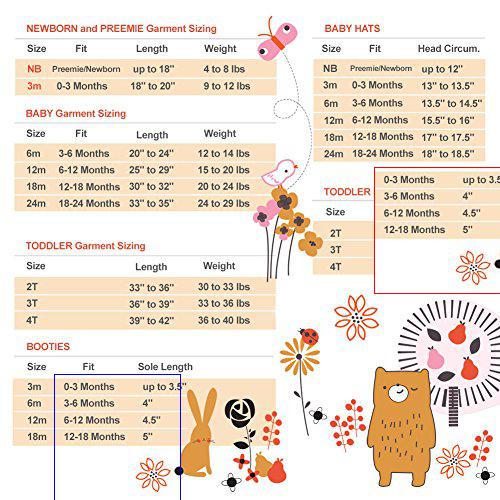 NEWBORN and PREEMIE Garment Sizing
Size Fit Length Weight
NB Preemie/Newborn up to 18" 4 to 8 lbs
3m 0-3 Months 18" to 20" 9 to 12 lbs
BABY Garment Sizing
Size Fit Length Weight
6m 3-6 Months 20" to 24" 12 to 14 lbs
12m 6-12 Months 25" to 29" 15 to 20 lbs
18m 12-18 Months 30" to 32" 20 to 24 lbs
24m 18-24 Months 33" to 35" 24 to 29 lbs
TODDLER Garment Sizing
Size Length Weight
2T 33" to 36" 30 to 33 lbs
3T 36" to 39" 33 to 36 lbs
4T 39" to 42" 36 to 40 lbs
BOOTIES
Size Fit Sole Length
3m 0-3 Months up to 3.5"
6m 3-6 Months 4"
12m 6-12 Months 4.5"
18m 12-18 Months 5"
BABY HATS
Size Fit Head Circum.
NB Preemie/Newborn up to 12"
3m 0-3 Months 13" to 13.5"
6m 3-6 Months 13.5" to 14.5"
12m 6-12 Months 15.5" to 16"
18m 12-18 Months 17" to 17.5"
24m 18-24 Months 18" to 18.5"
TODDLER
Size
2T
3T
4T
0-3 Months up to 3.5
3-6 Months 4"
6-12 Months 4.5"
12-18 Months 5"